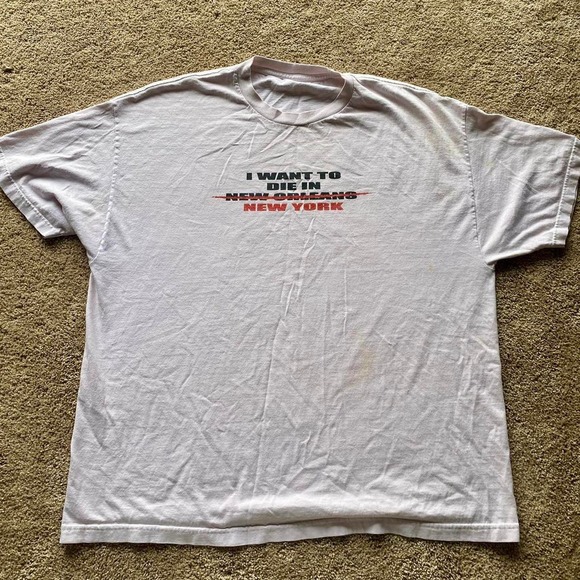 I WANT TO
DIE IN
NEW ORLEANS
NEW YORK